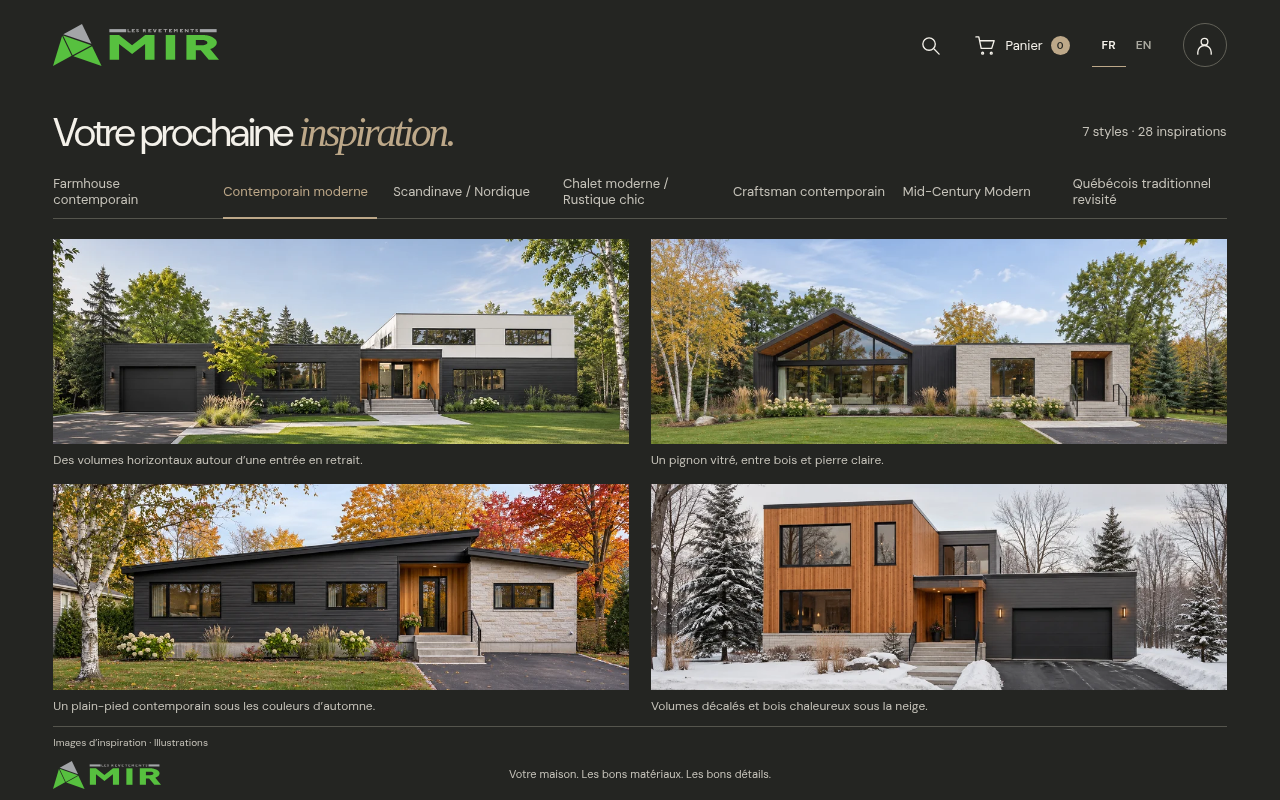 LES REVÊTEMENTS
MIR
Panier 0
FR EN
Votre prochaine inspiration.
7 styles · 28 inspirations
Farmhouse
contemporain
Contemporain moderne
Scandinave / Nordique
Chalet moderne /
Rustique chic
Craftsman contemporain
Mid-Century Modern
Québécois traditionnel
revisité
Des volumes horizontaux autour d’une entrée en retrait.
Un pignon vitré, entre bois et pierre claire.
Un plain-pied contemporain sous les couleurs d’automne.
Volumes décalés et bois chaleureux sous la neige.
Images d’inspiration · Illustrations
LES REVÊTEMENTS
MIR
Votre maison. Les bons matériaux. Les bons détails.